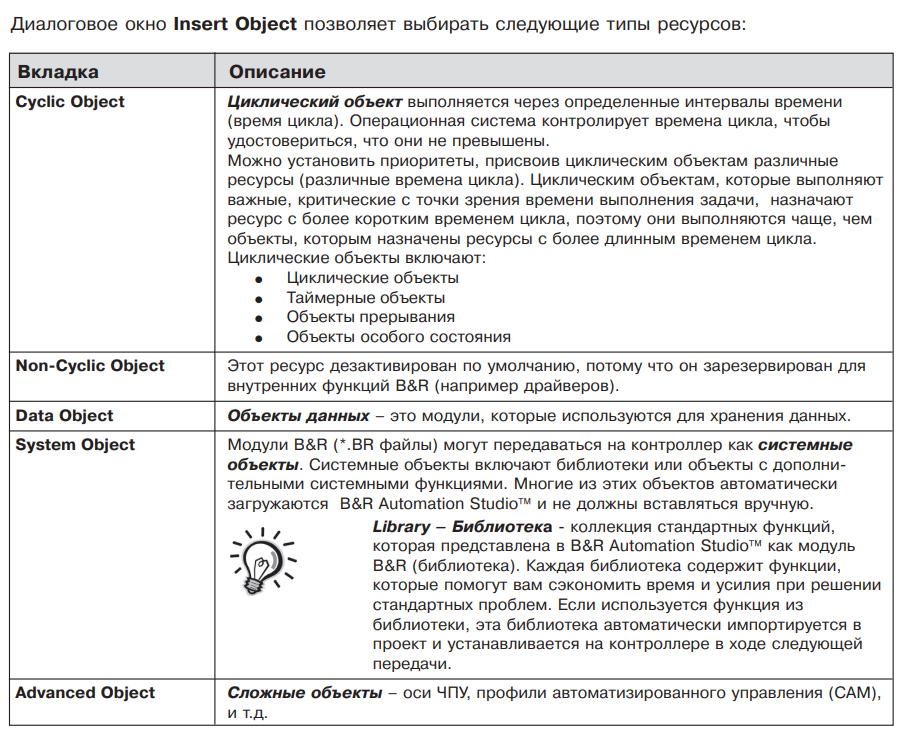 Диалоговое окно Insert Object позволяет выбирать следующие типы ресурсов:
Вкладка
Описание
Cyclic Object
Циклический объект выполняется через определенные интервалы времени
(время цикла). Операционная система контролирует времена цикла, чтобы
удостовериться, что они не превышены.
Можно установить приоритеты, присвоив циклическим объектам различные
ресурсы (различные времена цикла). Циклическим объектам, которые выполняют
важные, критические с точки зрения времени выполнения задачи, назначают
ресурс с более коротким временем цикла, поэтому они выполняются чаще, чем
объекты, которым назначены ресурсы с более длинным временем цикла.
Циклические объекты включают:
● Циклические объекты
● Таймерные объекты
● Объекты прерывания
● Объекты особого состояния
Non-Cyclic Object
Этот ресурс дезактивирован по умолчанию, потому что он зарезервирован для
внутренних функций B&R (например драйверов).
Data Object
Объекты данных – это модули, которые используются для хранения данных.
System Object
Модули B&R (*.BR файлы) могут передаваться на контроллер как системные
объекты. Системные объекты включают библиотеки или объекты с дополни-
тельными системными функциями. Многие из этих объектов автоматически
загружаются B&R Automation Studio™ и не должны вставляться вручную.
Library – Библиотека - коллекция стандартных функций,
которая представлена в B&R Automation Studio™ как модуль
B&R (библиотека). Каждая библиотека содержит функции,
которые помогут вам сэкономить время и усилия при решении
стандартных проблем. Если используется функция из
библиотеки, эта библиотека автоматически импортируется в
проект и устанавливается на контроллере в ходе следующей
передачи.
Advanced Object
Сложные объекты – оси ЧПУ, профили автоматизированного управления (CAM),
и т.д.